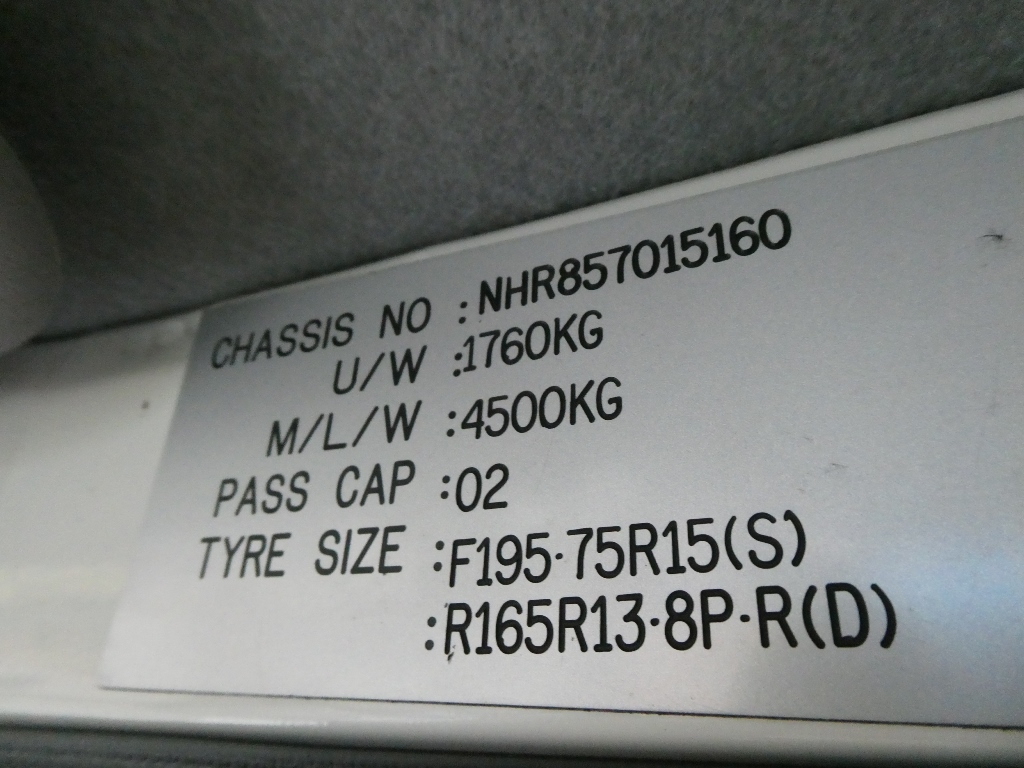 CHASSIS NO :NHR857015160
U/W :1760KG
M/L/W :4500KG
PASS CAP :02
TYRE SIZE :F195·75R15(S)
:R165R13·8P·R(D)